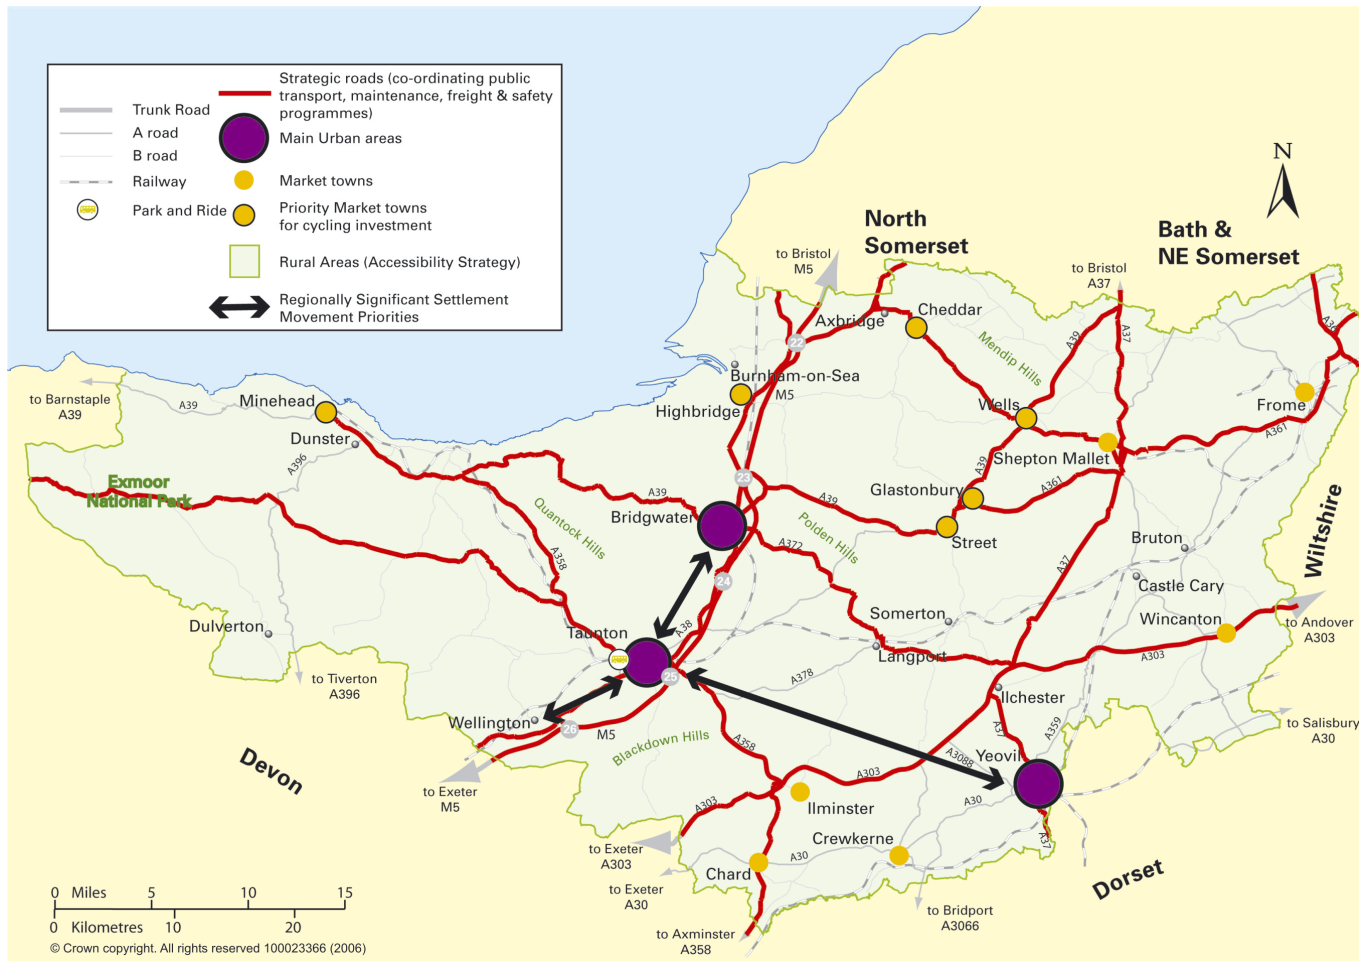 Trunk Road
A road
B road
Railway
Park and Ride
Strategic roads (co-ordinating public
transport, maintenance, freight & safety
programmes)
Main Urban areas
Market towns
Priority Market towns
for cycling investment
Rural Areas (Accessibility Strategy)
Regionally Significant Settlement
Movement Priorities
N
North
Somerset
Bath &
NE Somerset
to Bristol
M5
to Bristol
A37
Axbridge
Cheddar
22
Mendip Hills
A39
A37
A36
Burnham-on-Sea
M5
Highbridge
Wells
Frome
A361
Shepton Mallet
to Barnstaple
A39
A39
Minehead
Dunster
A396
Exmoor
National Park
Quantock Hills
A358
A39
Bridgwater
23
A39
Glastonbury
A39
A361
Street
Polden Hills
A372
Bruton
A37
Castle Cary
Wiltshire
24
Somerton
Wincanton
to Andover
A303
Dulverton
Taunton
A38
Langport
A303
to Tiverton
A396
25
A378
Ilchester
Wellington
26
M5
Blackdown Hills
A358
A37
A359
to Salisbury
A30
Yeovil
A3088
Devon
to Exeter
M5
A303
A303
Ilminster
A30
Crewkerne
A37
to Exeter
A303
A30
Chard
to Exeter
A30
Dorset
to Bridport
A3066
to Axminster
A358
0 Miles 5 10 15
0 Kilometres 10 20
© Crown copyright. All rights reserved 100023366 (2006)